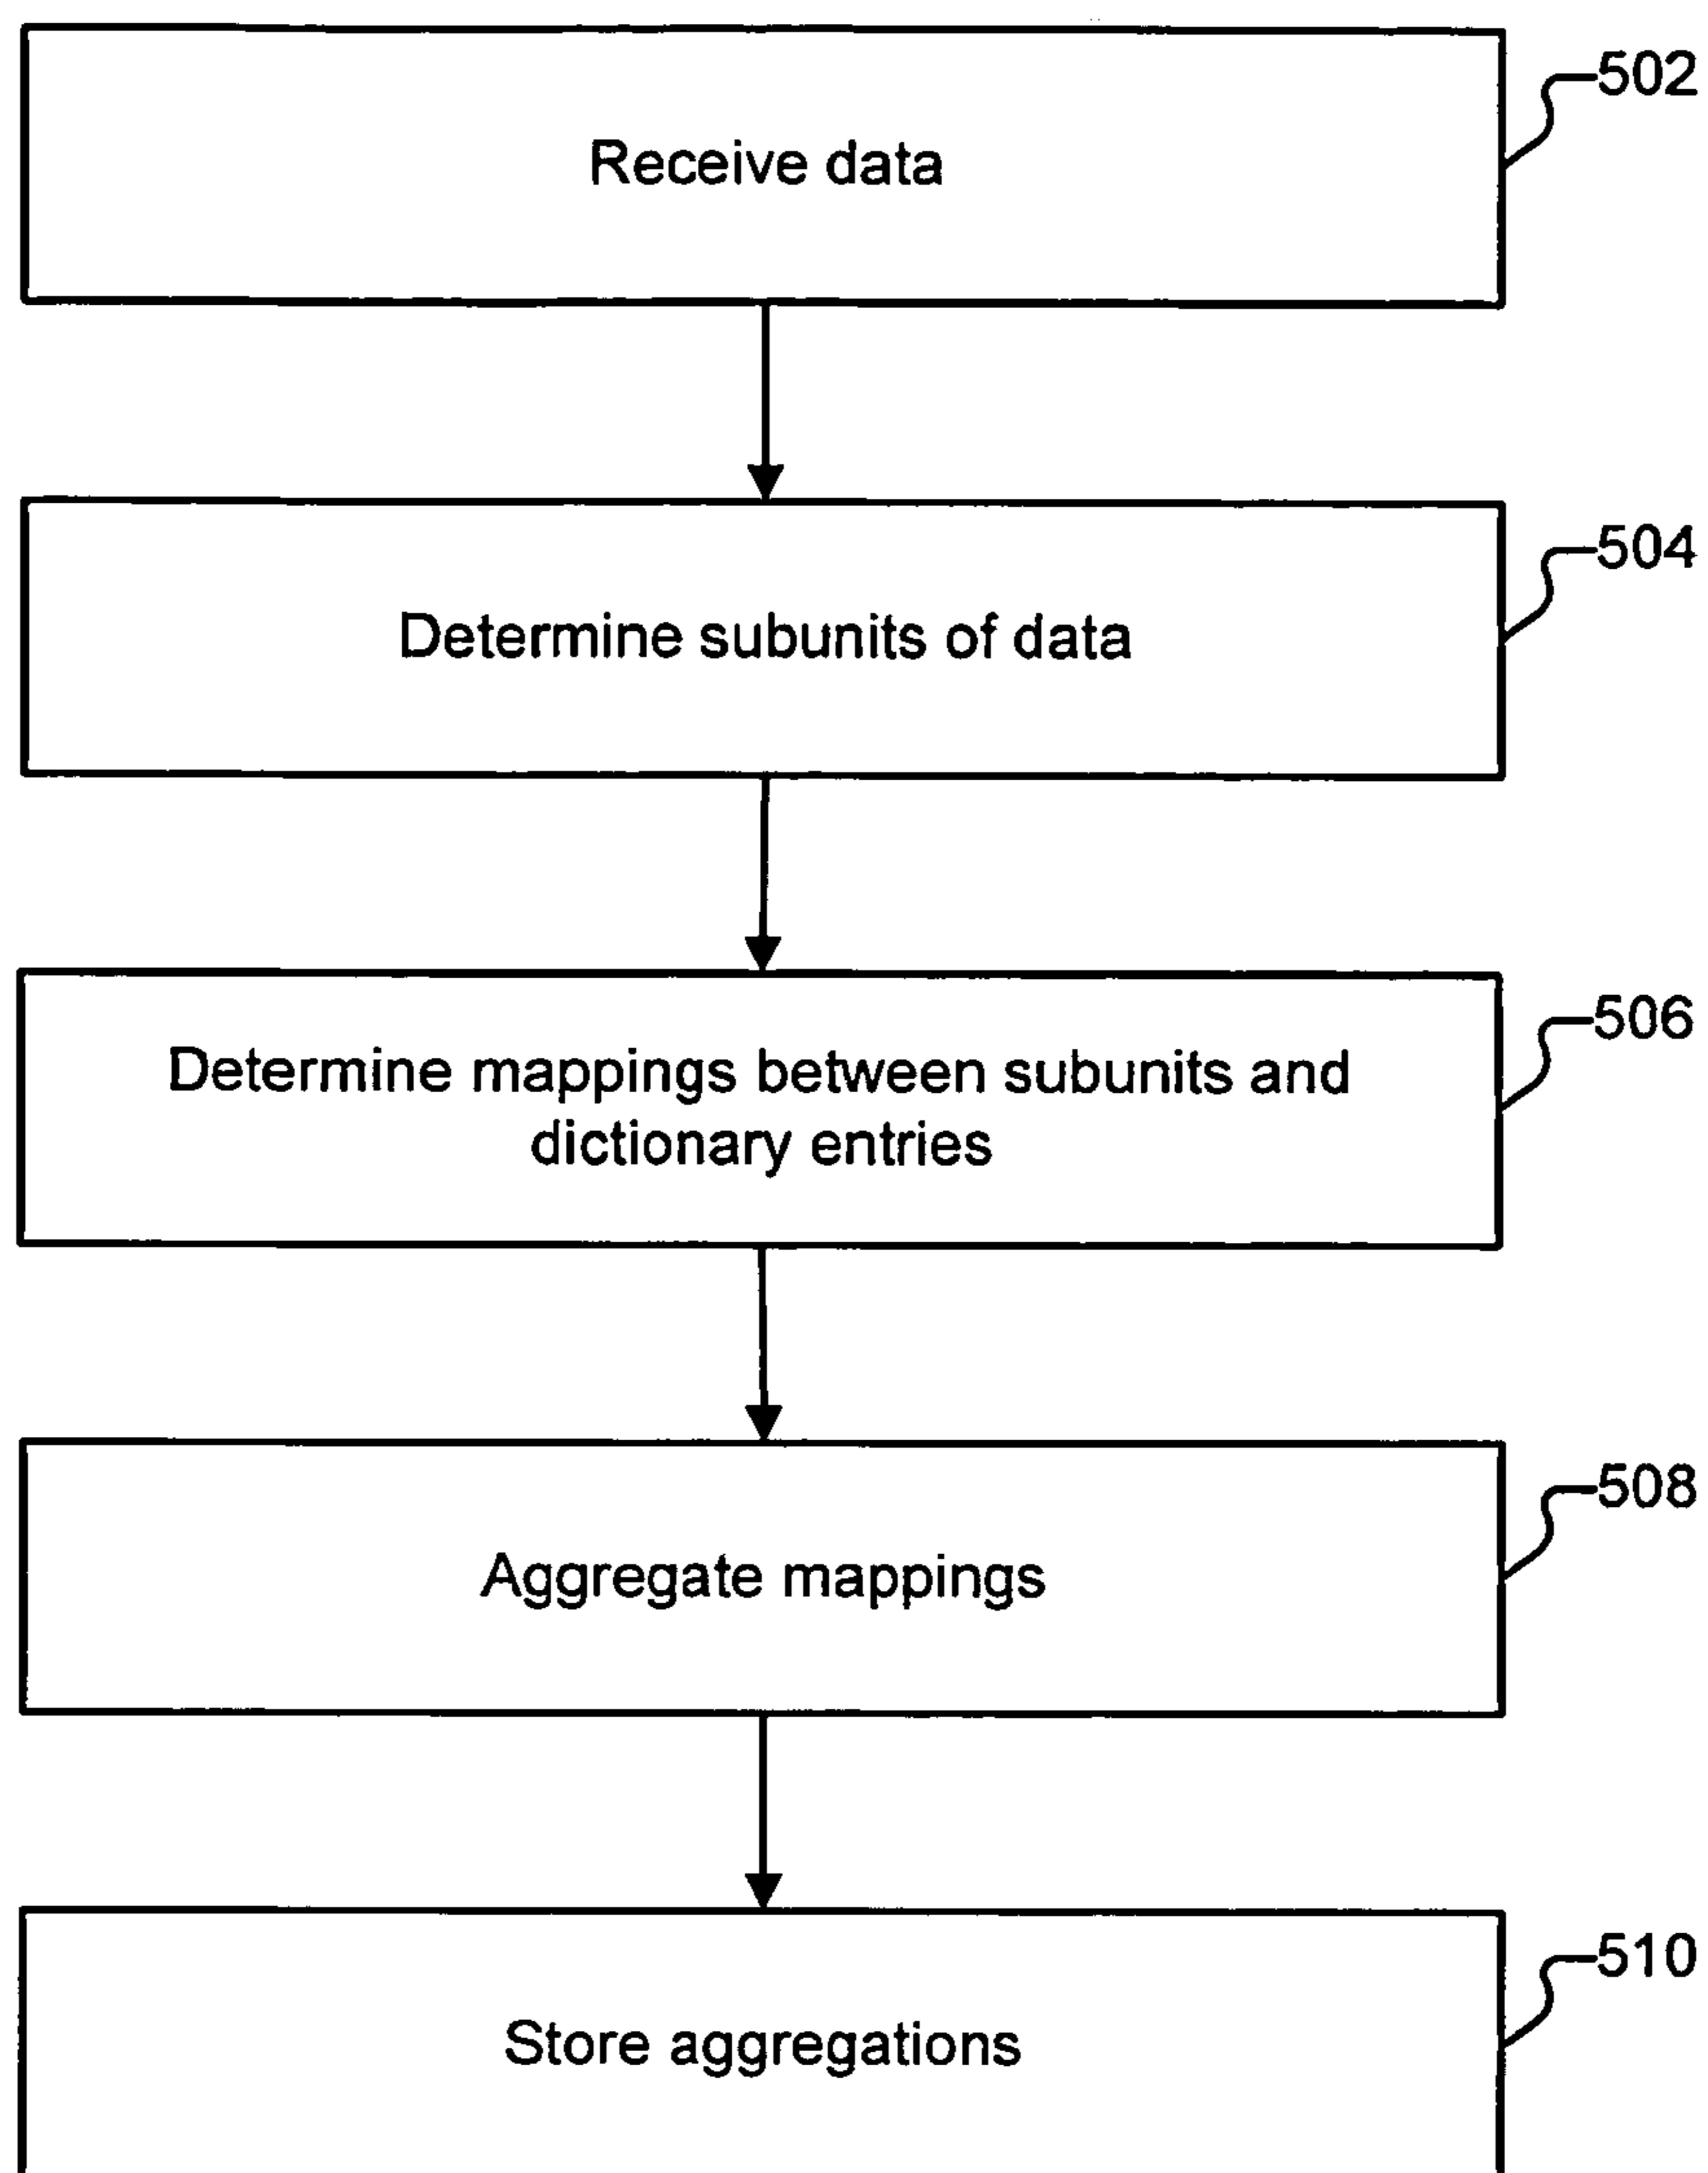 502
Receive data
504
Determine subunits of data
506
Determine mappings between subunits and
dictionary entries
508
Aggregate mappings
510
Store aggregations